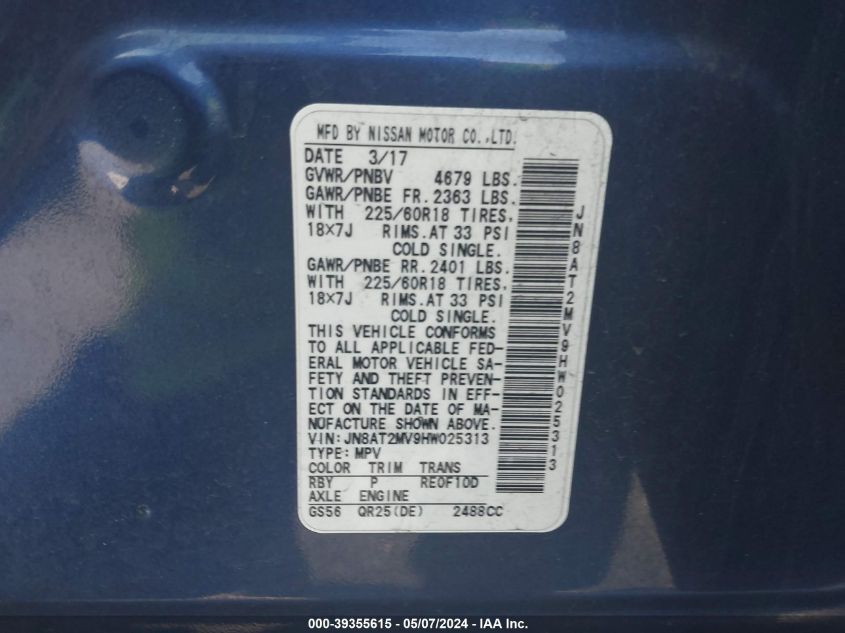 MFD BY NISSAN MOTOR CO.,LTD.
DATE 3/17
GVWR/PNBV 4679 LBS.
GAWR/PNBE FR. 2363 LBS.
WITH 225/60R18 TIRES,
18×7J RIMS. AT 33 PSI
COLD SINGLE.
GAWR/PNBE RR. 2401 LBS.
WITH 225/60R18 TIRES,
18×7J RIMS. AT 33 PSI
COLD SINGLE.
THIS VEHICLE CONFORMS
TO ALL APPLICABLE FED-
ERAL MOTOR VEHICLE SA-
FETY AND THEFT PREVEN-
TION STANDARDS IN EFF-
ECT ON THE DATE OF MA-
NUFACTURE SHOWN ABOVE.
VIN:JN8AT2MV9HW025313
TYPE:MPV
COLOR TRIM TRANS
RBY P RE0F10D
AXLE ENGINE
GS56 QR25(DE) 2488CC
JN8AT2MV9HW025313
000-39355615 - 05/07/2024 - IAA Inc.